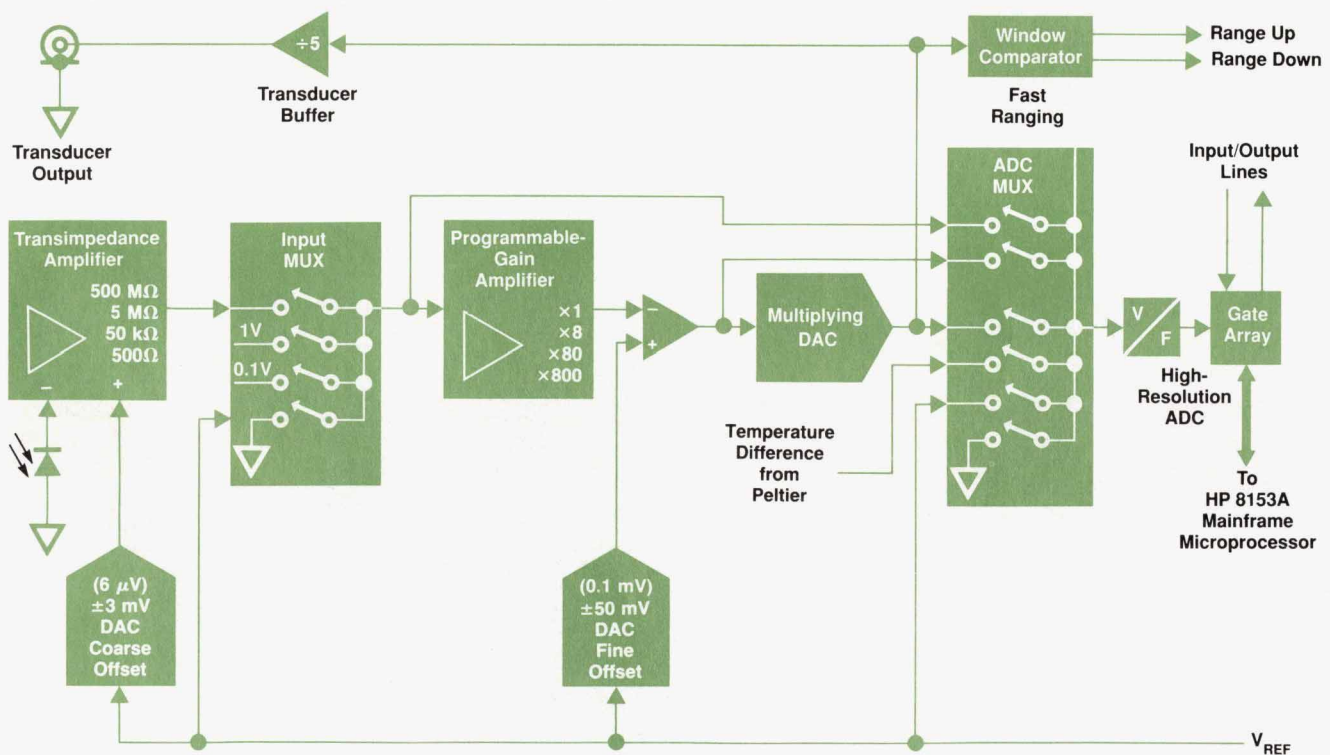 ÷5
Transducer
Buffer
Transducer
Output
Window
Comparator
Fast
Ranging
Range Up
Range Down
Transimpedance
Amplifier
500 MΩ
5 MΩ
50 kΩ
500Ω
−
+
Input
MUX
1V
0.1V
Programmable-
Gain
Amplifier
×1
×8
×80
×800
−
+
Multiplying
DAC
ADC
MUX
Temperature
Difference
from
Peltier
V
F
High-
Resolution
ADC
Input/Output
Lines
Gate
Array
To
HP 8153A
Mainframe
Microprocessor
(6 μV)
±3 mV
DAC
Coarse
Offset
(0.1 mV)
±50 mV
DAC
Fine
Offset
VREF